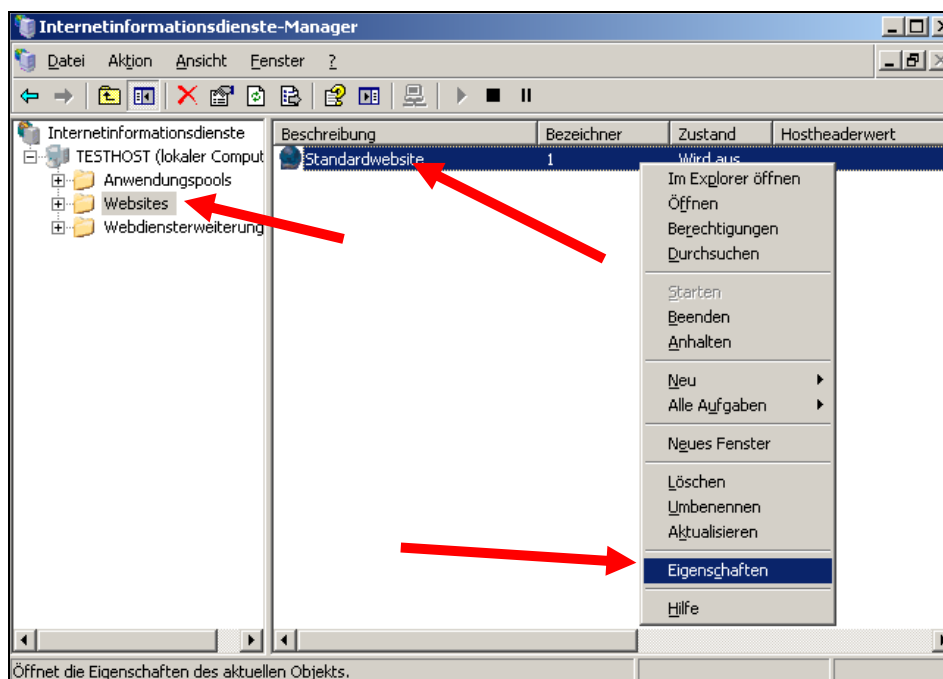 Internetinformationsdienste-Manager
Datei Aktion Ansicht Fenster ?
Internetinformationsdienste
TESTHOST (lokaler Comput
Anwendungspools
Websites
Webdiensterweiterung
Beschreibung Bezeichner Zustand Hostheaderwert
Standardwebsite 1 Wird aus
Im Explorer öffnen
Öffnen
Berechtigungen
Durchsuchen
Starten
Beenden
Anhalten
Neu
Alle Aufgaben
Neues Fenster
Löschen
Umbenennen
Aktualisieren
Eigenschaften
Hilfe
Öffnet die Eigenschaften des aktuellen Objekts.